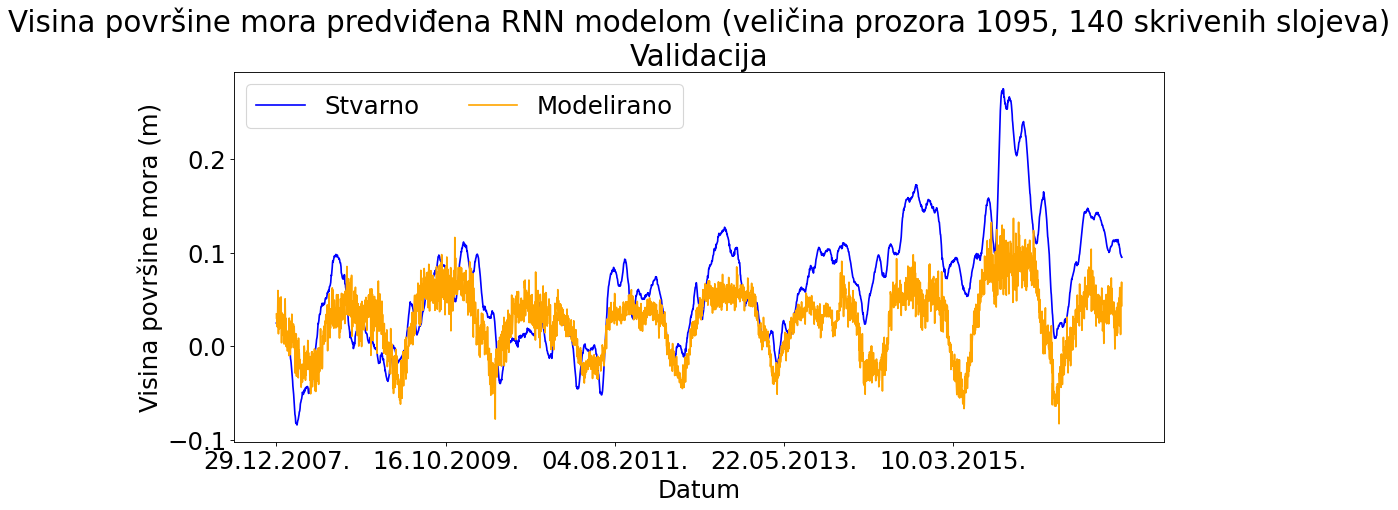 Visina površine mora predviđena RNN modelom (veličina prozora 1095, 140 skrivenih slojeva)
Validacija
Stvarno
Modelirano
Visina površine mora (m)
0.2
0.1
0.0
−0.1
29.12.2007.
16.10.2009.
04.08.2011.
22.05.2013.
10.03.2015.
Datum